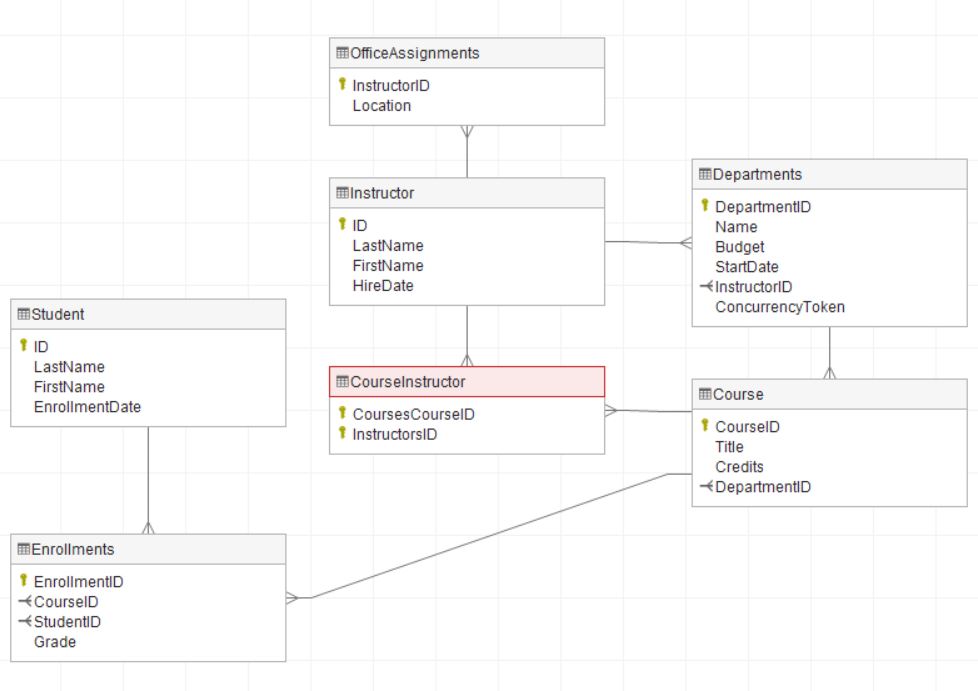 OfficeAssignments
InstructorID
Location
Instructor
ID
LastName
FirstName
HireDate
Departments
DepartmentID
Name
Budget
StartDate
InstructorID
ConcurrencyToken
Student
ID
LastName
FirstName
EnrollmentDate
CourseInstructor
CoursesCourseID
InstructorsID
Course
CourseID
Title
Credits
DepartmentID
Enrollments
EnrollmentID
CourseID
StudentID
Grade